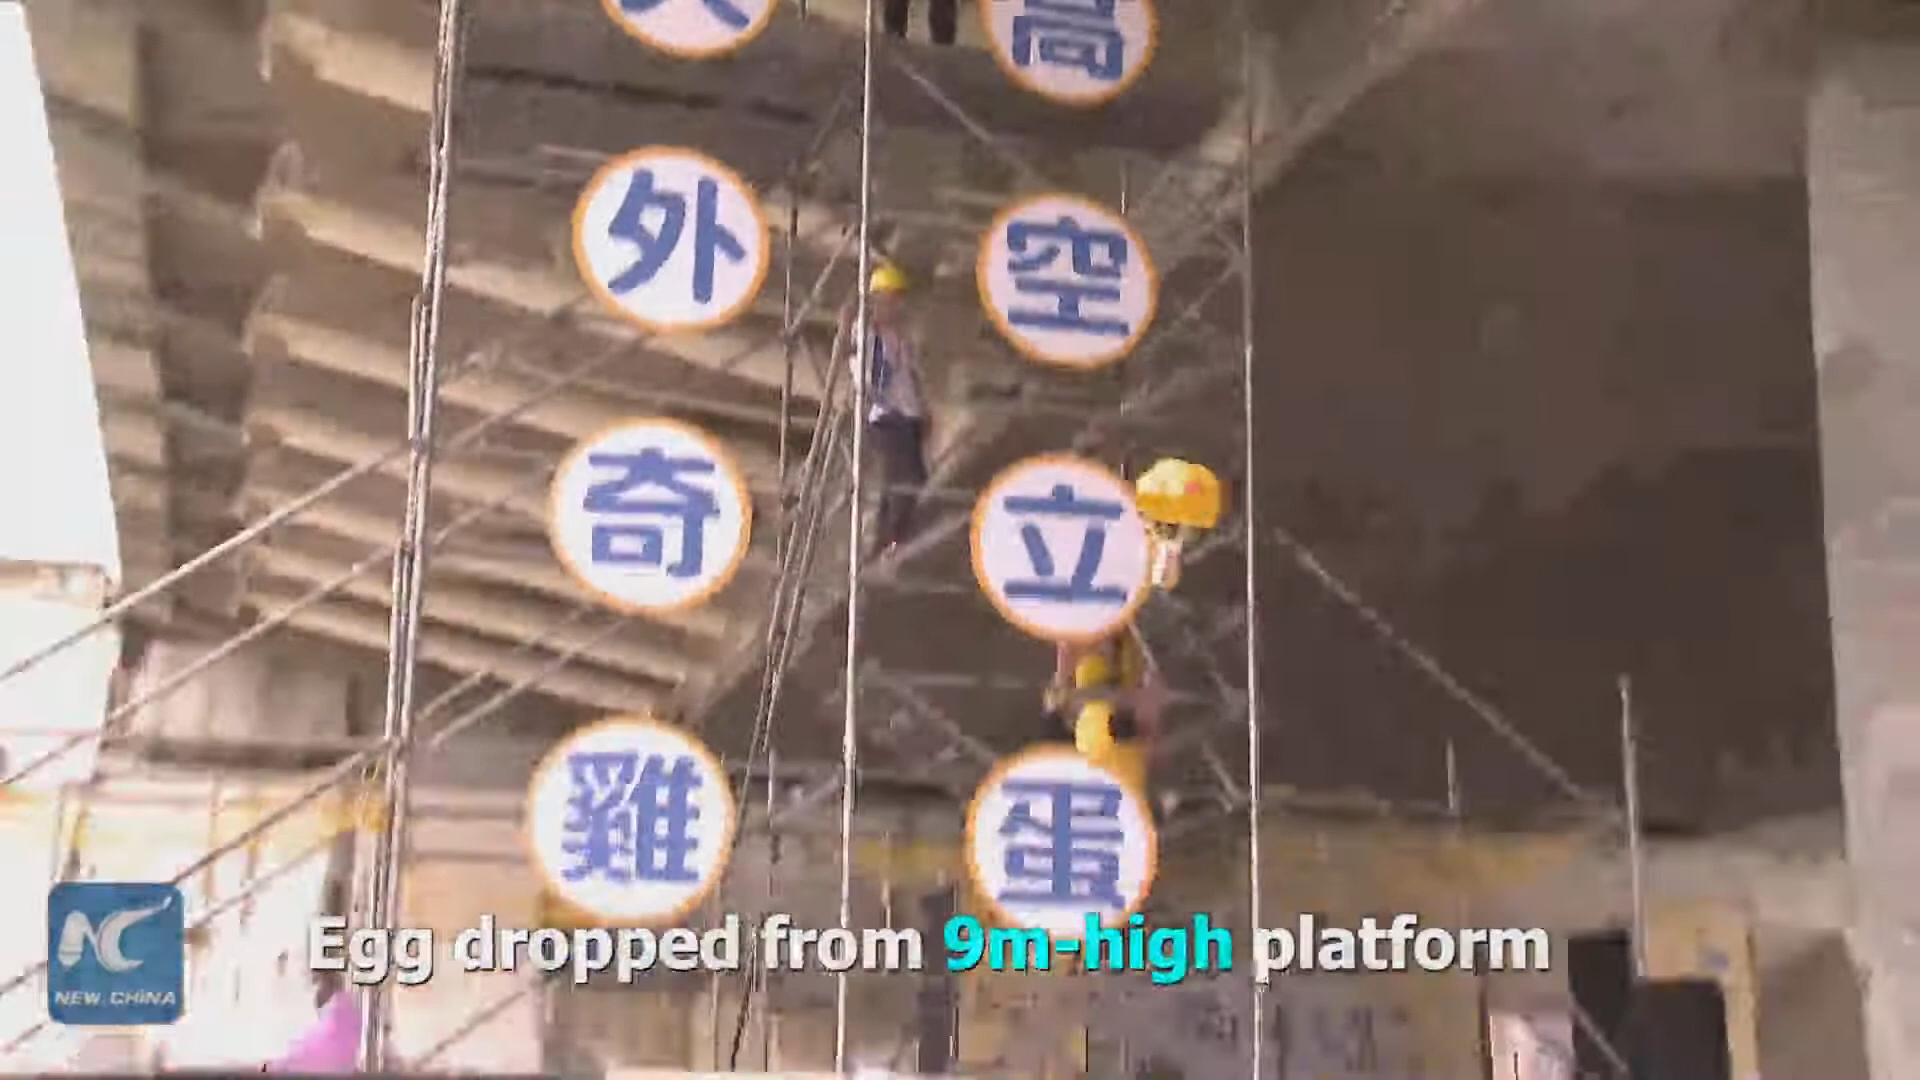 外
奇
雞
高
空
立
蛋
Egg dropped from 9m-high platform
NEW CHINA